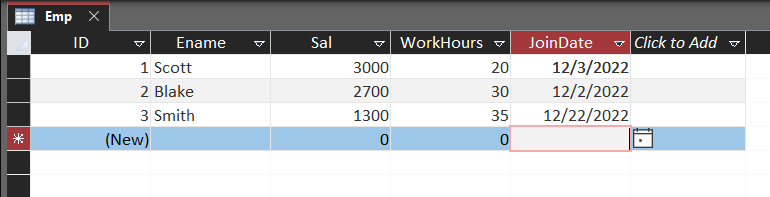 Emp
ID Ename Sal WorkHours JoinDate Click to Add
1 Scott 3000 20 12/3/2022
2 Blake 2700 30 12/2/2022
3 Smith 1300 35 12/22/2022
(New) 0 0